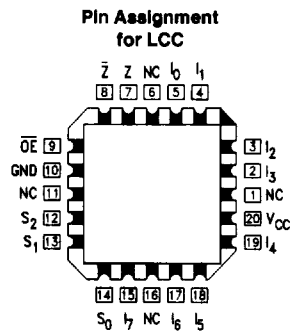 Pin Assignment
for LCC
Z̅ Z NC I₀ I₁
8 7 6 5 4
O̅E̅ 9 3 I₂
GND 10 2 I₃
NC 11 1 NC
S₂ 12 20 VCC
S₁ 13 19 I₄
14 15 16 17 18
S₀ I₇ NC I₆ I₅